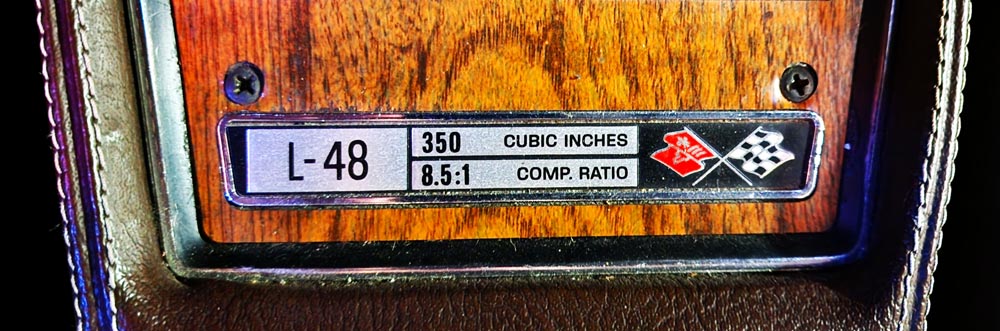 L-48
350 CUBIC INCHES
8.5:1 COMP. RATIO